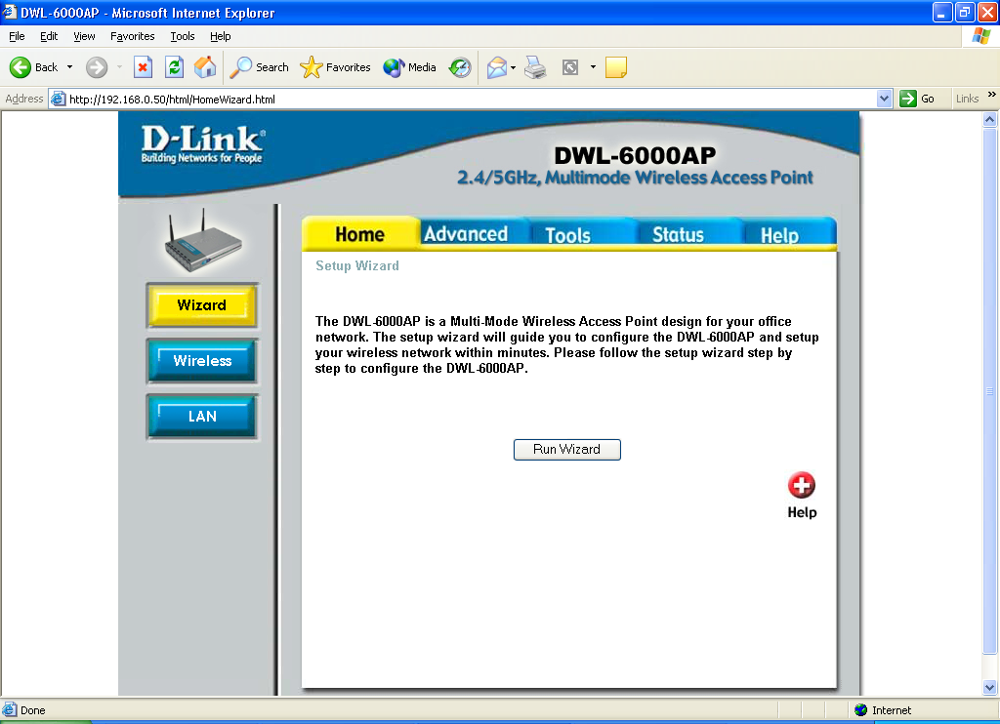 DWL-6000AP - Microsoft Internet Explorer
File Edit View Favorites Tools Help
Back Search Favorites Media
Address http://192.168.0.50/html/HomeWizard.html Go Links »
D-Link®
Building Networks for People
DWL-6000AP
2.4/5GHz, Multimode Wireless Access Point
Home Advanced Tools Status Help
Setup Wizard
Wizard
Wireless
LAN
The DWL-6000AP is a Multi-Mode Wireless Access Point design for your office
network. The setup wizard will guide you to configure the DWL-6000AP and setup
your wireless network within minutes. Please follow the setup wizard step by
step to configure the DWL-6000AP.
Run Wizard
Help
Done Internet